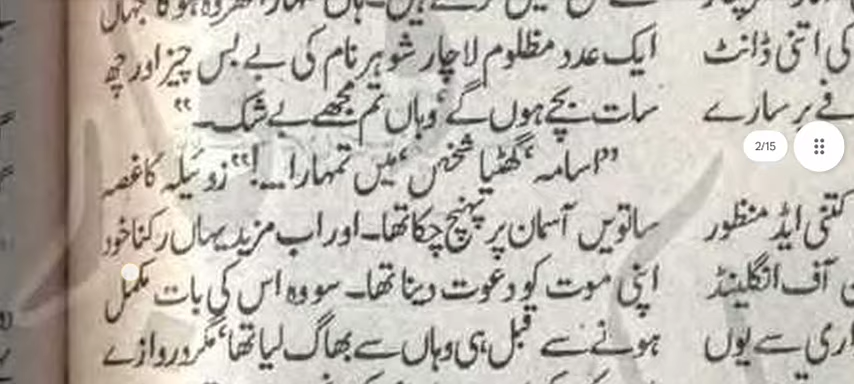 ایک عدد مظلوم لاچار شوہر نام کی بے بس چیز اور چھ
سات بچے ہوں گے‘ وہاں تم مجھے بے شک۔“
”اسامہ‘ گھٹیا شخص‘ میں تمہارا...!“ زوئیلہ کا غصہ
ساتویں آسمان پر پہنچ چکا تھا۔ اور اب مزید یہاں رکنا خود
اپنی موت کو دعوت دینا تھا۔ سو وہ اس کی بات مکمل
ہونے سے قبل ہی وہاں سے بھاگ لیا تھا‘ مگر دروازے
کی اتنی ڈانٹ
سارے
کتنی ایڈ منظور
آف انگلینڈ
سے یوں
2/15